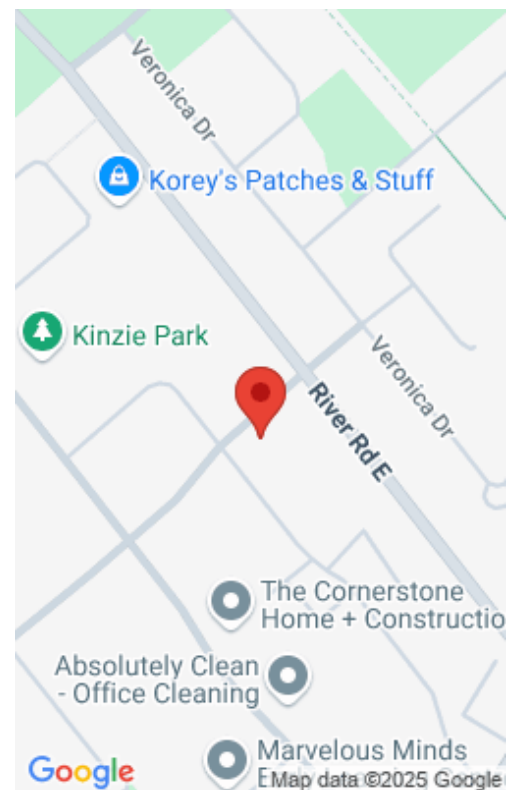 Veronica Dr
Korey's Patches & Stuff
Kinzie Park
Veronica Dr
River Rd E
The Cornerstone
Home + Constructio
Absolutely Clean
- Office Cleaning
Marvelous Minds
Google
Map data ©2025 Google